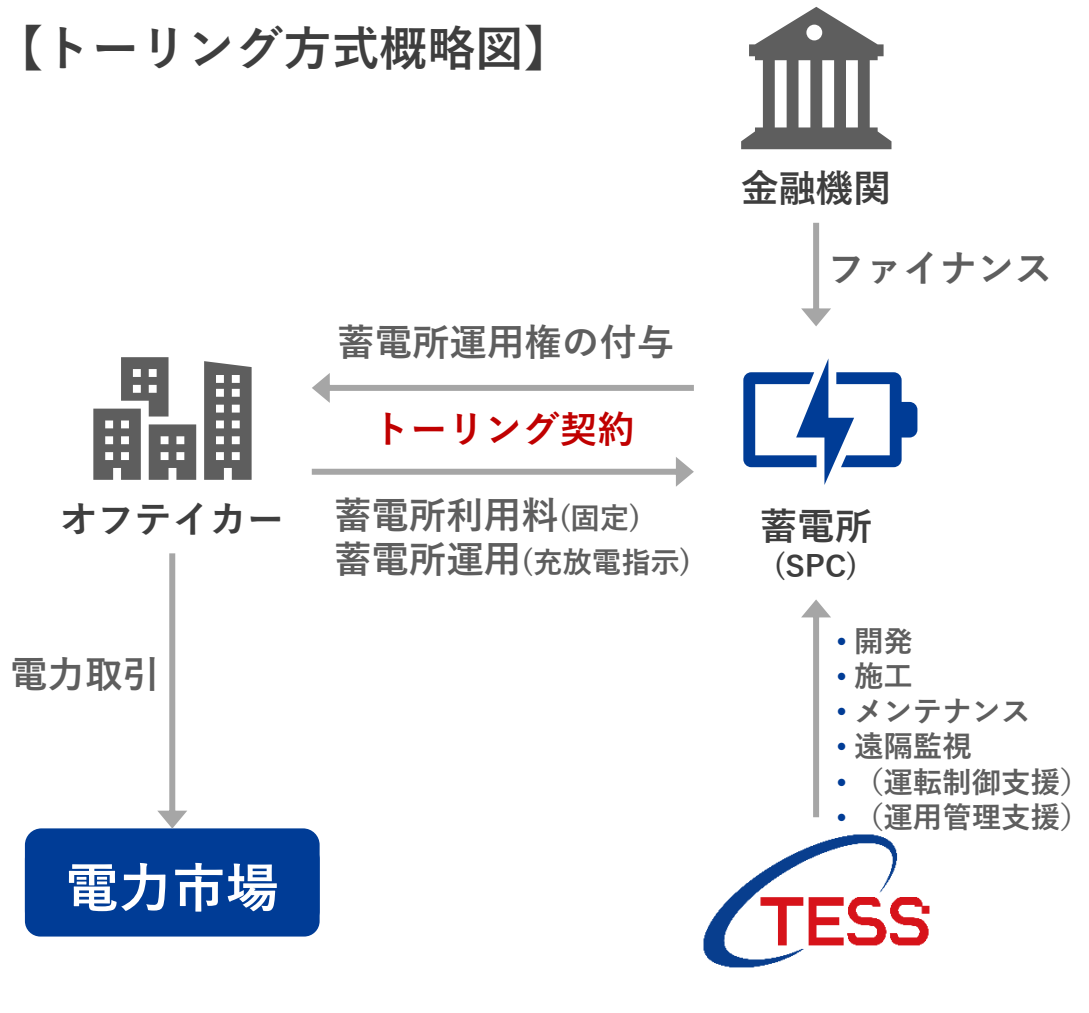 【トーリング方式概略図】
金融機関
ファイナンス
蓄電所運用権の付与
トーリング契約
オフテイカー
蓄電所利用料(固定)
蓄電所運用(充放電指示)
蓄電所
(SPC)
電力取引
・開発
・施工
・メンテナンス
・遠隔監視
・（運転制御支援）
・（運用管理支援）
電力市場
TESS